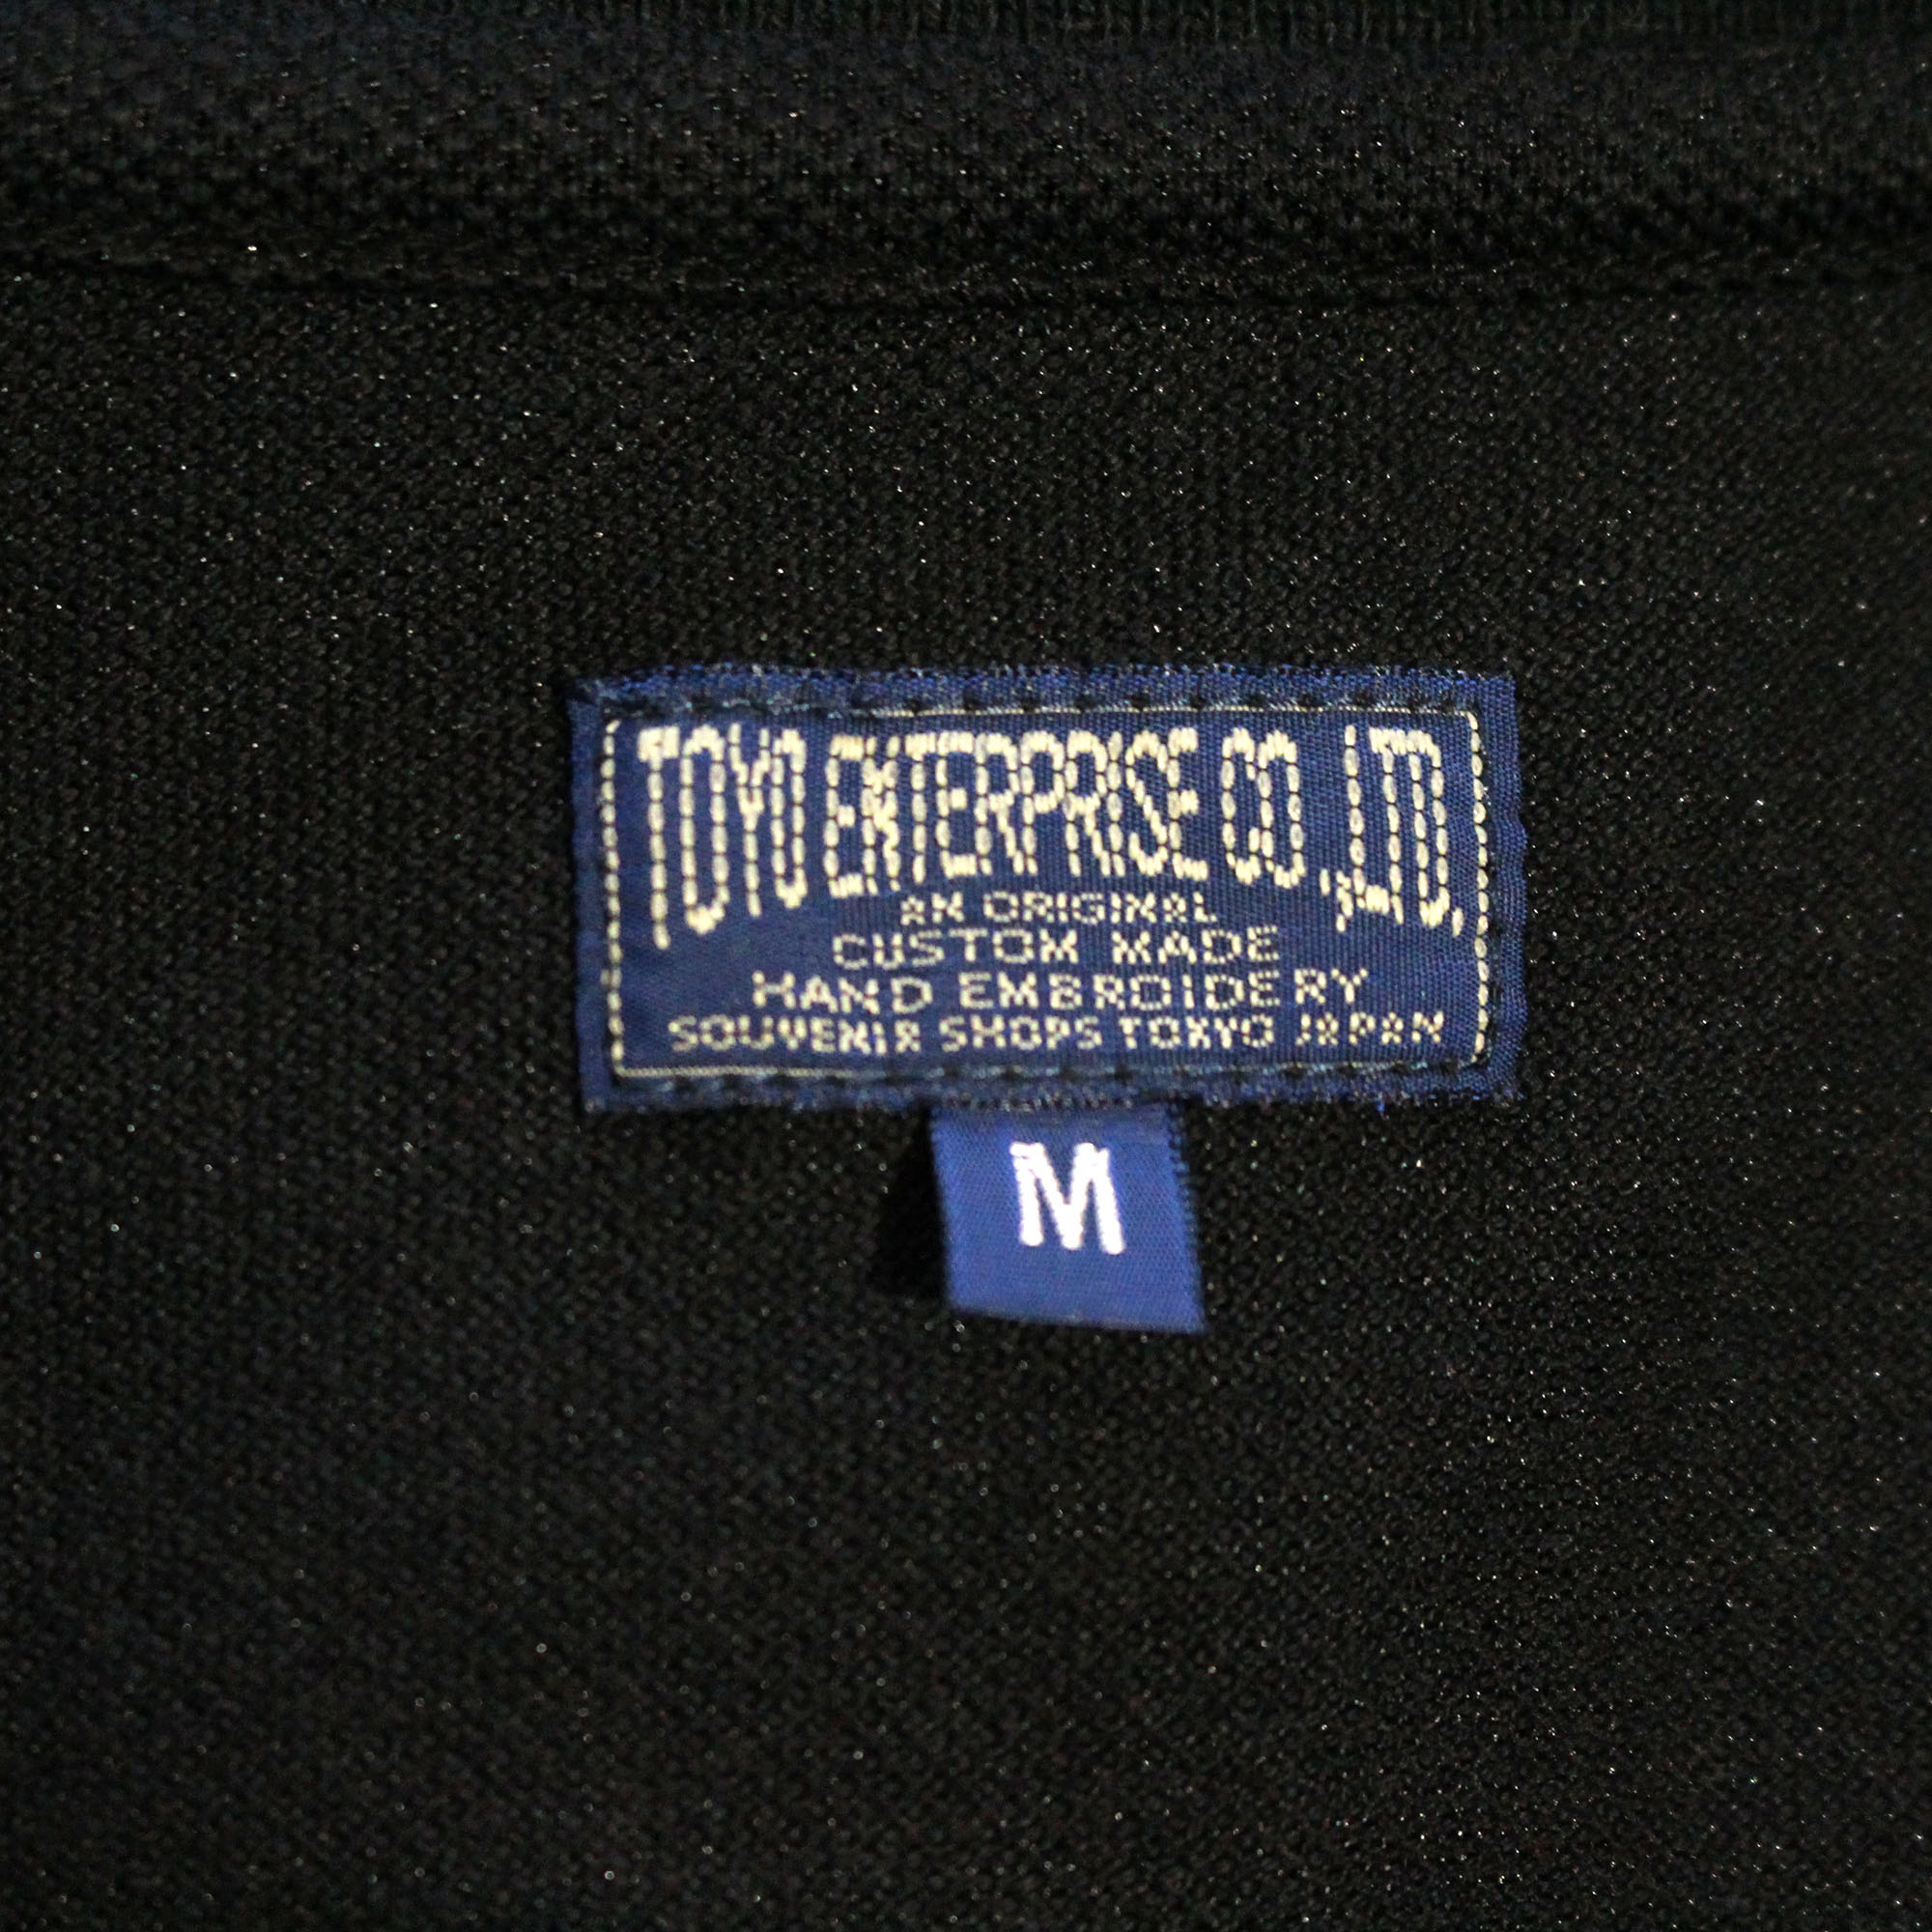 TOYO ENTERPRISE CO.,LTD.
AN ORIGINAL
CUSTOM MADE
HAND EMBROIDERY
SOUVENIR SHOPS TOKYO JAPAN
M